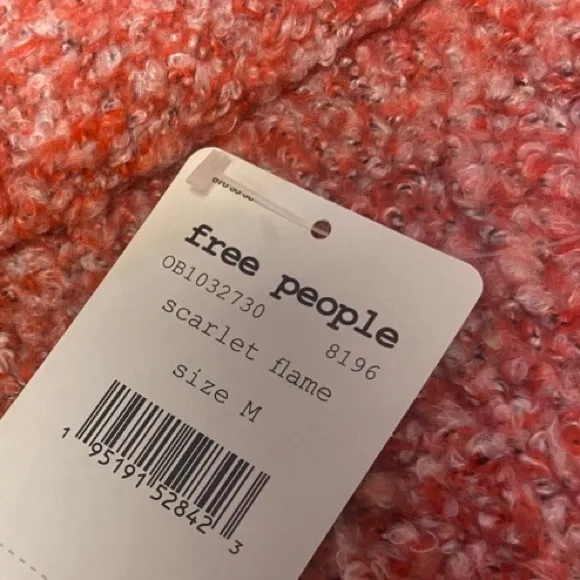 free people
OB1032730 8196
scarlet flame
size M
1 95191 52842 3